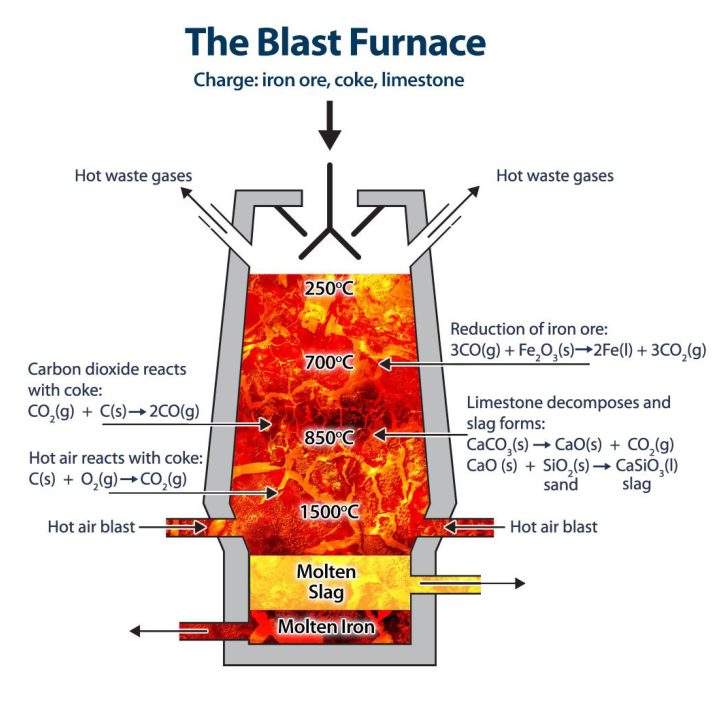 The Blast Furnace
Charge: iron ore, coke, limestone
Hot waste gases
Hot waste gases
250°C
Reduction of iron ore:
3CO(g) + Fe₂O₃(s)→2Fe(l) + 3CO₂(g)
700°C
Carbon dioxide reacts
with coke:
CO₂(g) + C(s)→2CO(g)
Limestone decomposes and
slag forms:
CaCO₃(s)→CaO(s) + CO₂(g)
CaO (s) + SiO₂(s)→CaSiO₃(l)
sand slag
850°C
Hot air reacts with coke:
C(s) + O₂(g)→CO₂(g)
1500°C
Hot air blast
Hot air blast
Molten
Slag
Molten Iron